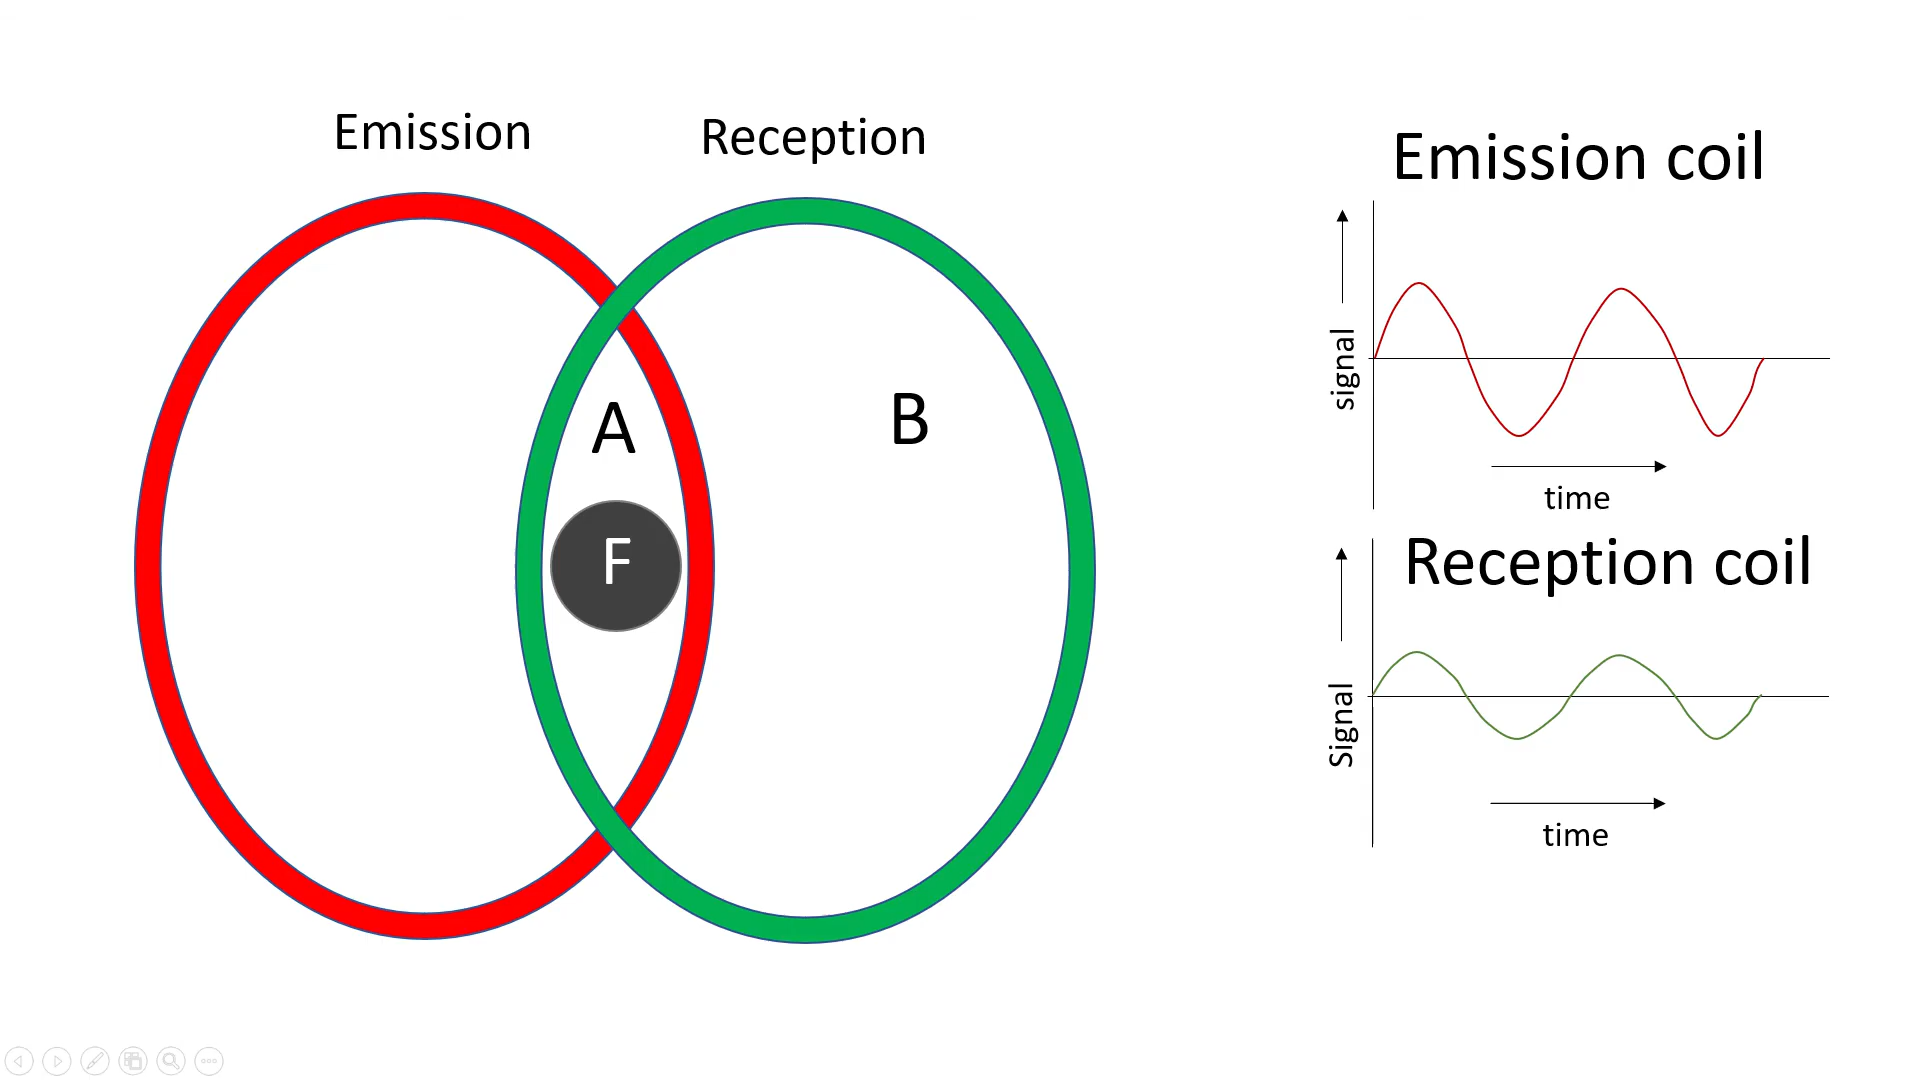 Emission
Reception
A
B
F
Emission coil
signal
time
Reception coil
Signal
time